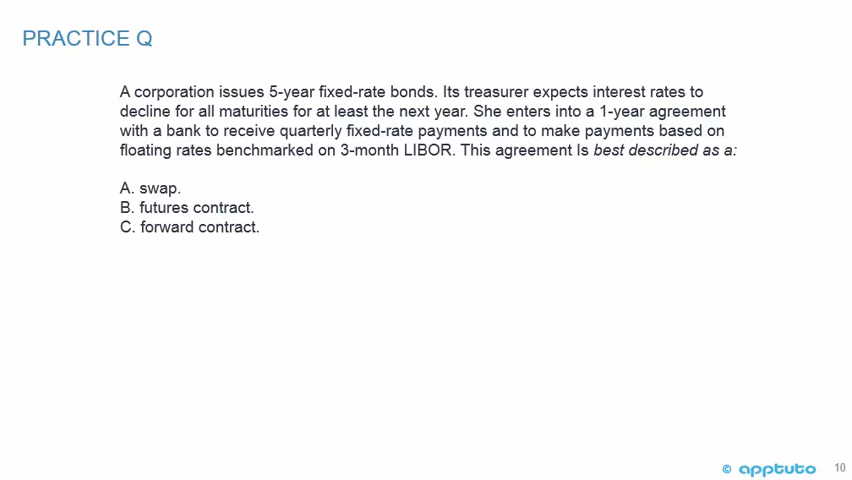 PRACTICE Q
A corporation issues 5-year fixed-rate bonds. Its treasurer expects interest rates to
decline for all maturities for at least the next year. She enters into a 1-year agreement
with a bank to receive quarterly fixed-rate payments and to make payments based on
floating rates benchmarked on 3-month LIBOR. This agreement Is best described as a:
A. swap.
B. futures contract.
C. forward contract.
© apptuto 10